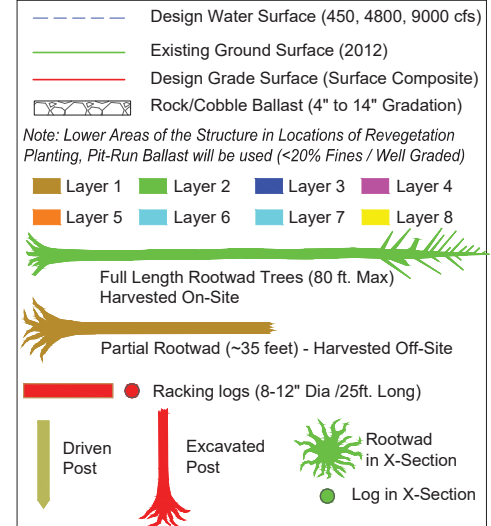 Design Water Surface (450, 4800, 9000 cfs)
Existing Ground Surface (2012)
Design Grade Surface (Surface Composite)
Rock/Cobble Ballast (4" to 14" Gradation)
Note: Lower Areas of the Structure in Locations of Revegetation
Planting, Pit-Run Ballast will be used (<20% Fines / Well Graded)
Layer 1 Layer 2 Layer 3 Layer 4
Layer 5 Layer 6 Layer 7 Layer 8
Full Length Rootwad Trees (80 ft. Max)
Harvested On-Site
Partial Rootwad (~35 feet) - Harvested Off-Site
Racking logs (8-12" Dia /25ft. Long)
Driven
Post
Excavated
Post
Rootwad
in X-Section
Log in X-Section